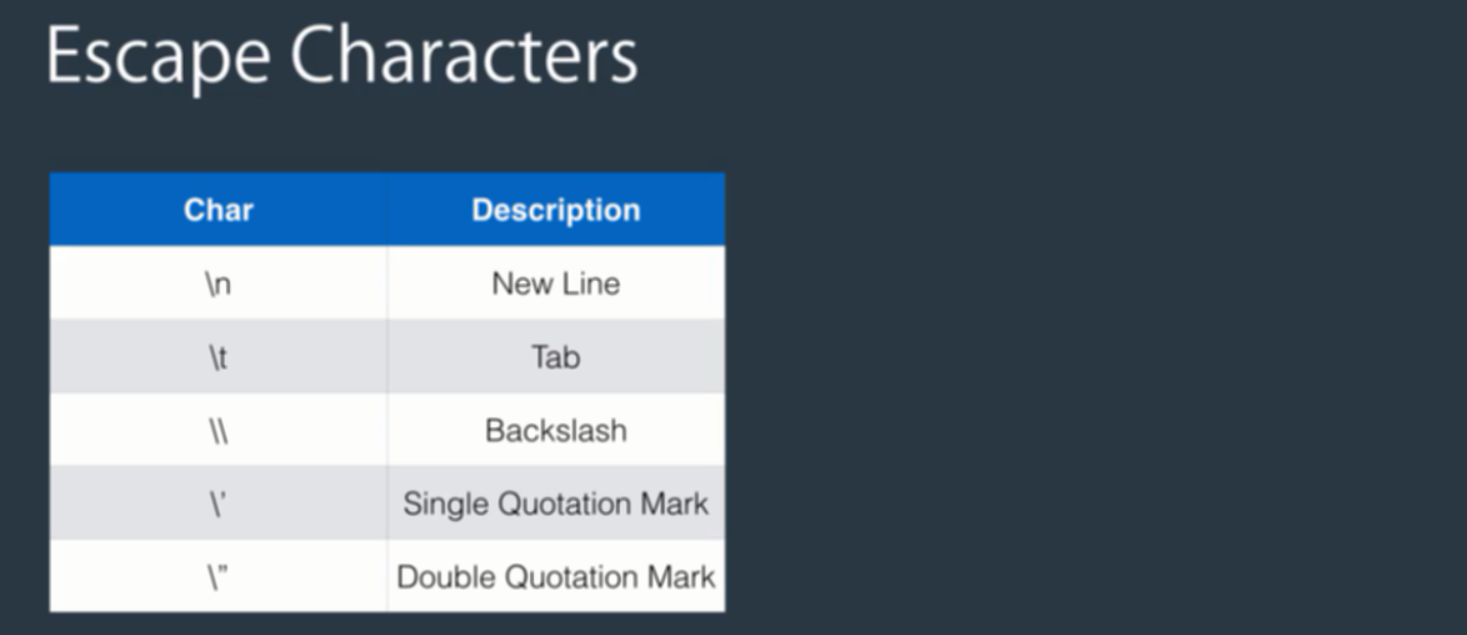 Escape Characters
Char Description
\n New Line
\t Tab
\\ Backslash
\' Single Quotation Mark
\” Double Quotation Mark